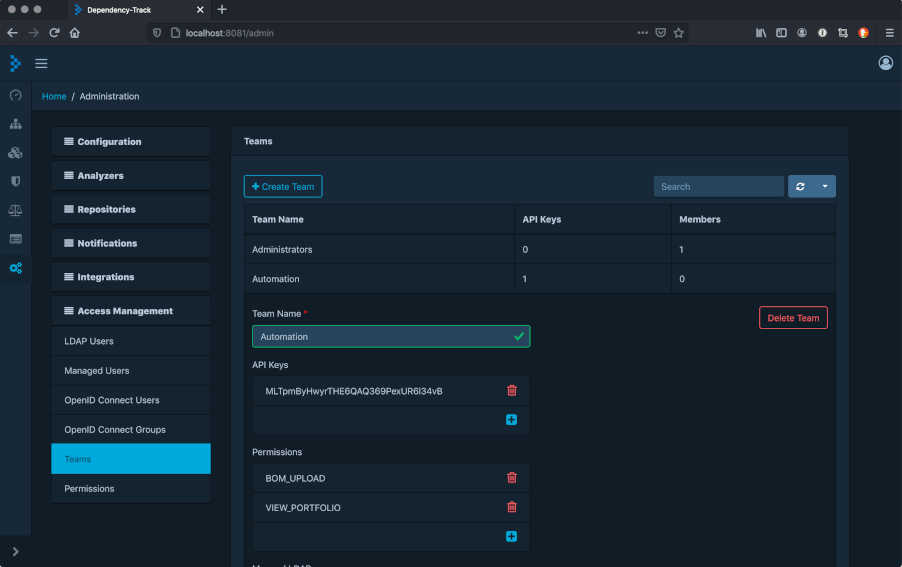 Dependency-Track
localhost:8081/admin
Home / Administration
Configuration
Analyzers
Repositories
Notifications
Integrations
Access Management
LDAP Users
Managed Users
OpenID Connect Users
OpenID Connect Groups
Teams
Permissions
Teams
Create Team
Search
Team Name API Keys Members
Administrators 0 1
Automation 1 0
Team Name *
Delete Team
Automation
API Keys
MLTpmByHwyrTHE6QAQ369PexUR6l34vB
Permissions
BOM_UPLOAD
VIEW_PORTFOLIO